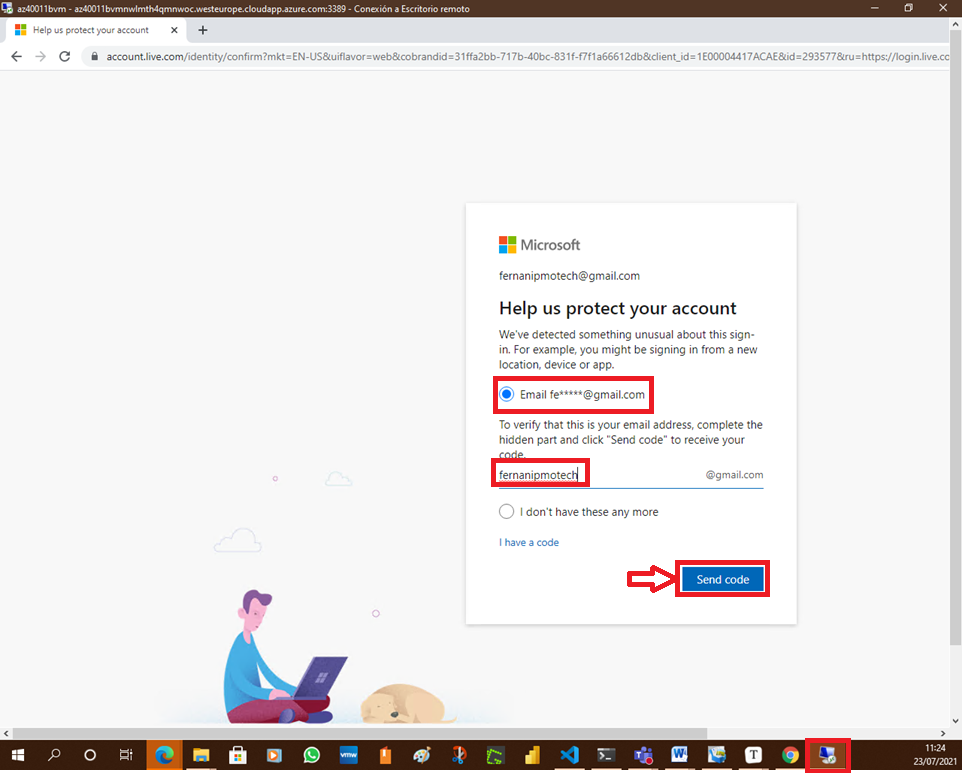 az40011bvm - az40011bvmnwlmth4qmnwoc.westeurope.cloudapp.azure.com:3389 - Conexión a Escritorio remoto
Help us protect your account
account.live.com/identity/confirm?mkt=EN-US&uiflavor=web&cobrandid=31ffa2bb-717b-40bc-831f-f7f1a66612db&client_id=1E00004417ACAE&id=293577&ru=https://login.live.co
Microsoft
fernanipmotech@gmail.com
Help us protect your account
We've detected something unusual about this sign-
in. For example, you might be signing in from a new
location, device or app.
Email fe*****@gmail.com
To verify that this is your email address, complete the
hidden part and click "Send code" to receive your
code.
fernanipmotech @gmail.com
I don't have these any more
I have a code
Send code
vmw
T
11:24
23/07/2021